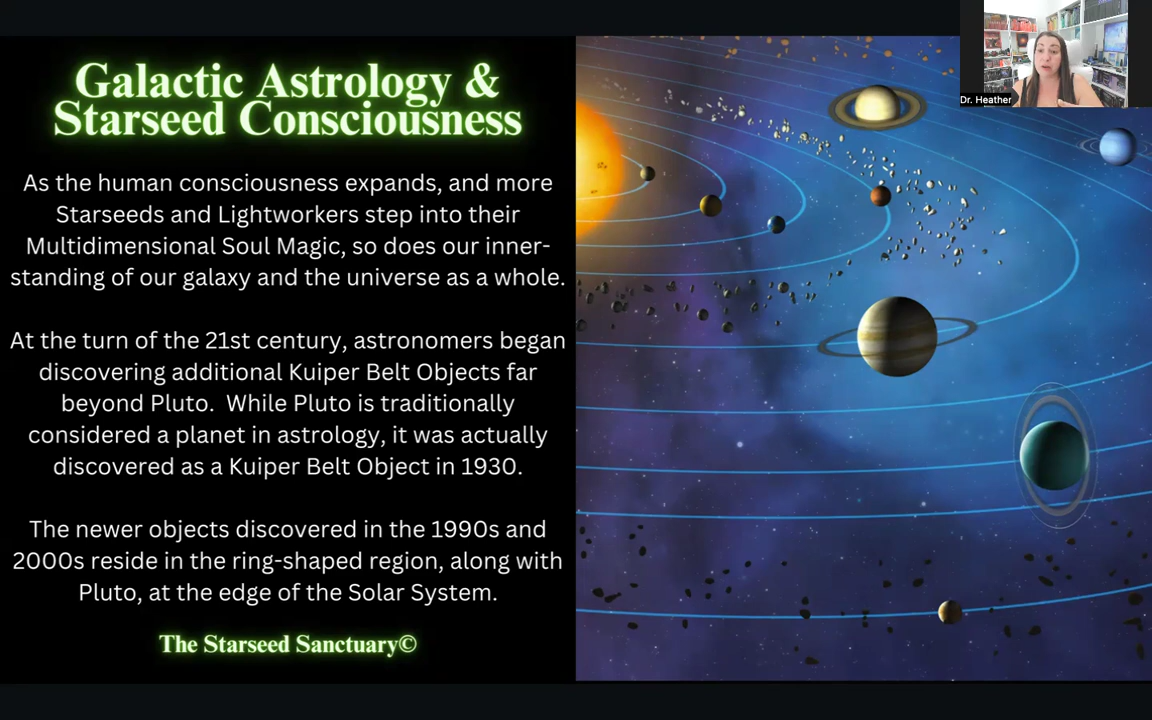 Galactic Astrology &
Starseed Consciousness
As the human consciousness expands, and more
Starseeds and Lightworkers step into their
Multidimensional Soul Magic, so does our inner-
standing of our galaxy and the universe as a whole.
At the turn of the 21st century, astronomers began
discovering additional Kuiper Belt Objects far
beyond Pluto.  While Pluto is traditionally
considered a planet in astrology, it was actually
discovered as a Kuiper Belt Object in 1930.
The newer objects discovered in the 1990s and
2000s reside in the ring-shaped region, along with
Pluto, at the edge of the Solar System.
The Starseed Sanctuary©
Dr. Heather